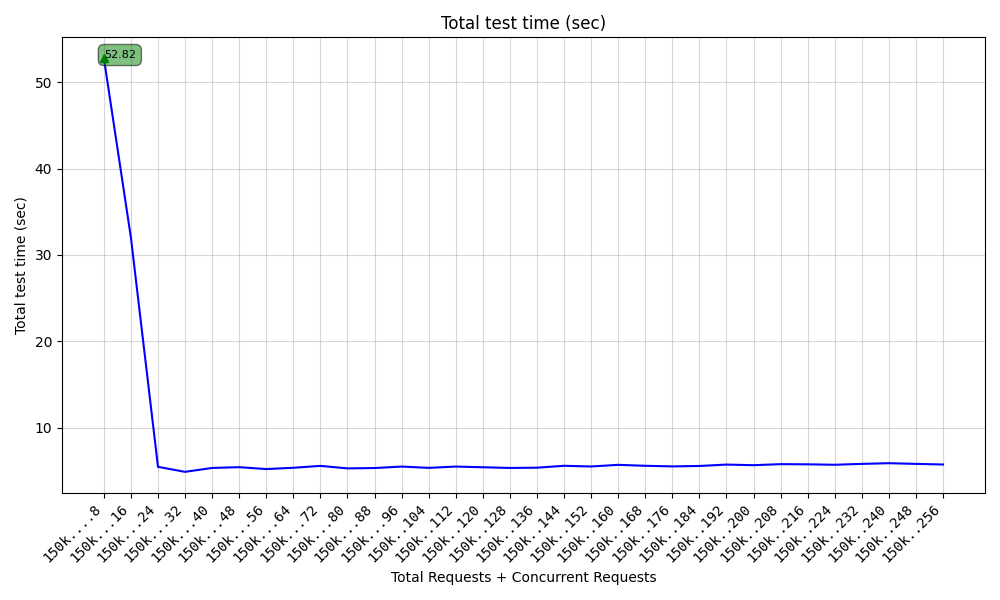 Total test time (sec)
52.82
Total test time (sec)
50
40
30
20
10
150k....8
150k...16
150k...24
150k...32
150k...40
150k...48
150k...56
150k...64
150k...72
150k...80
150k...88
150k...96
150k..104
150k..112
150k..120
150k..128
150k..136
150k..144
150k..152
150k..160
150k..168
150k..176
150k..184
150k..192
150k..200
150k..208
150k..216
150k..224
150k..232
150k..240
150k..248
150k..256
Total Requests + Concurrent Requests